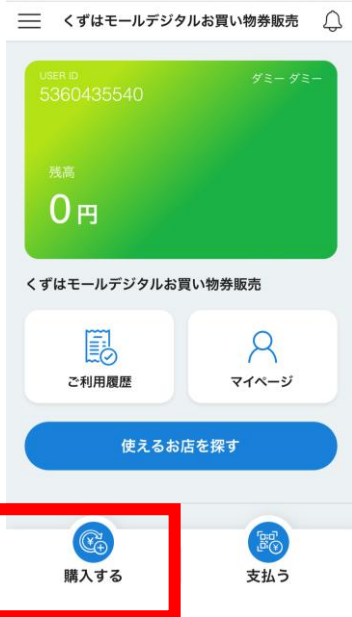 くずはモールデジタルお買い物券販売
USER ID
ダミー ダミー
5360435540
残高
0円
くずはモールデジタルお買い物券販売
ご利用履歴
マイページ
使えるお店を探す
購入する
支払う